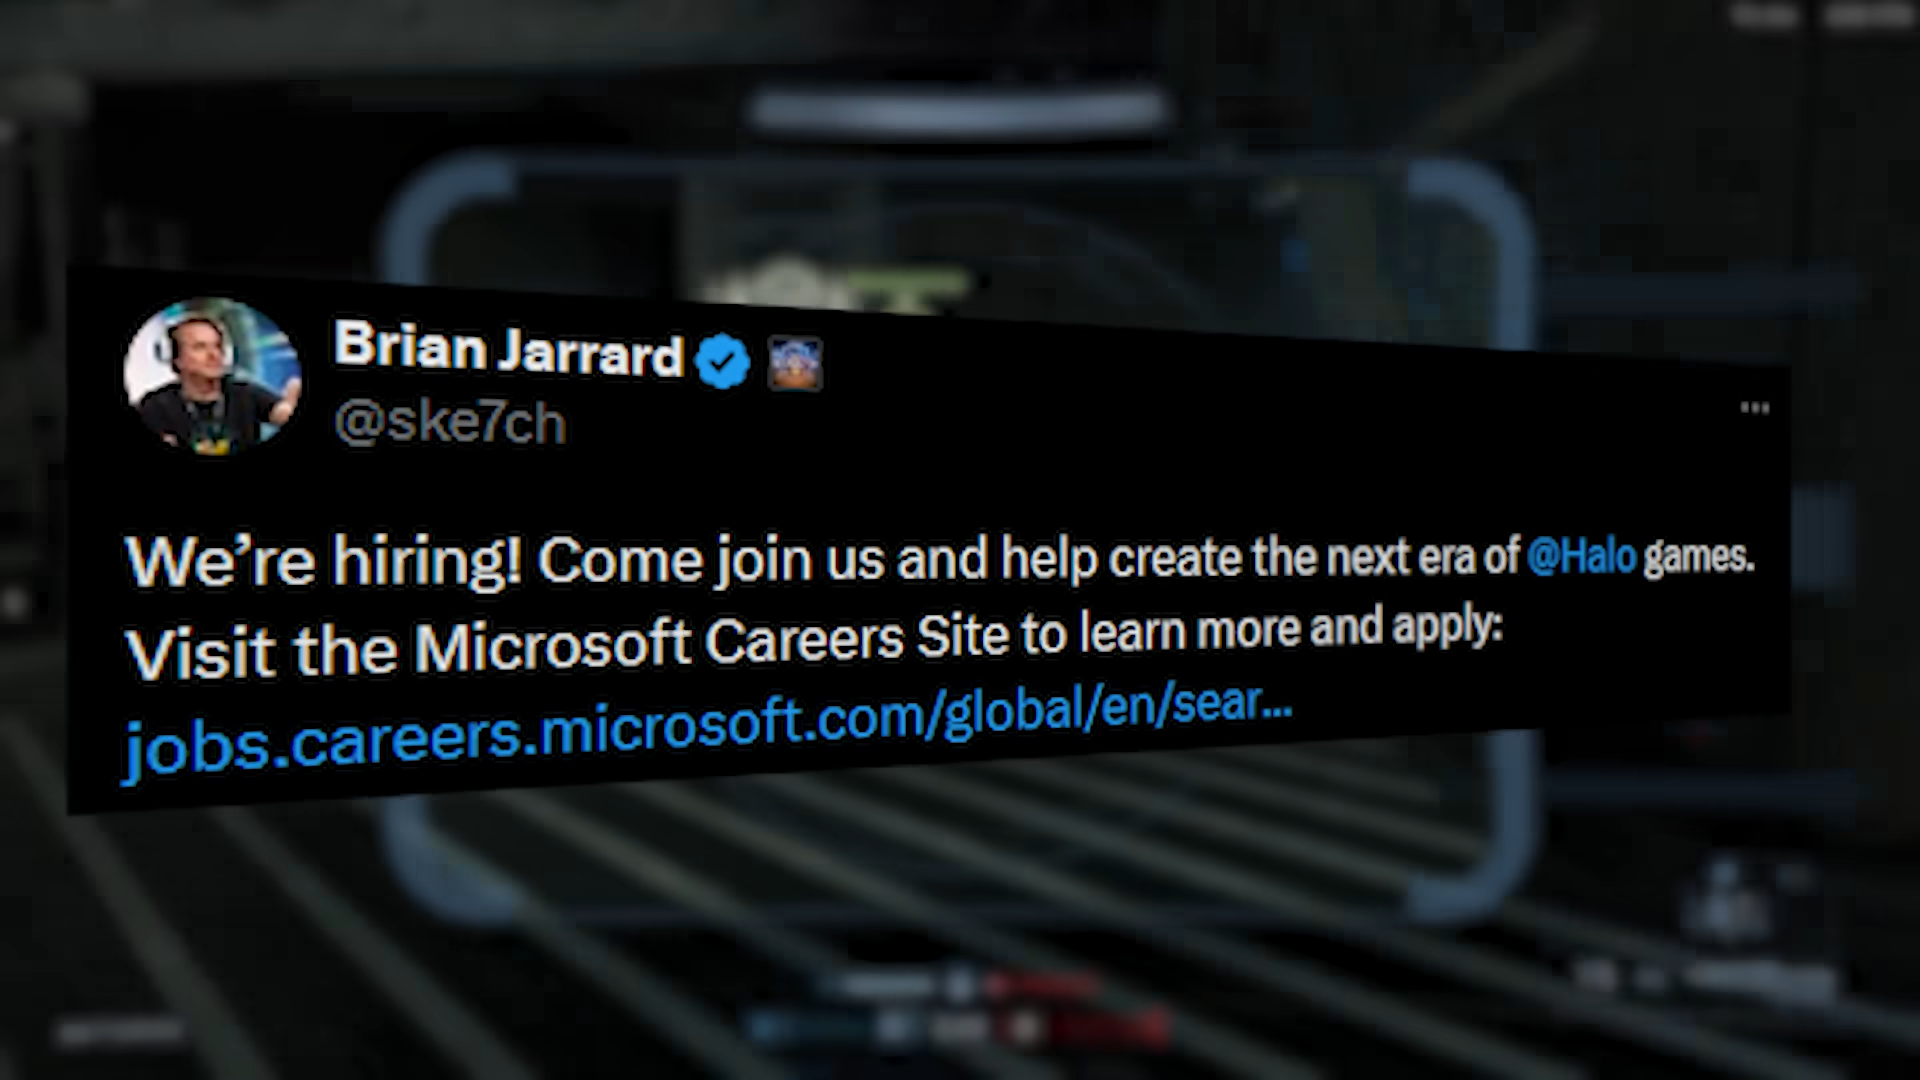 Brian Jarrard
@ske7ch
We're hiring! Come join us and help create the next era of @Halo games.
Visit the Microsoft Careers Site to learn more and apply:
jobs.careers.microsoft.com/global/en/sear...